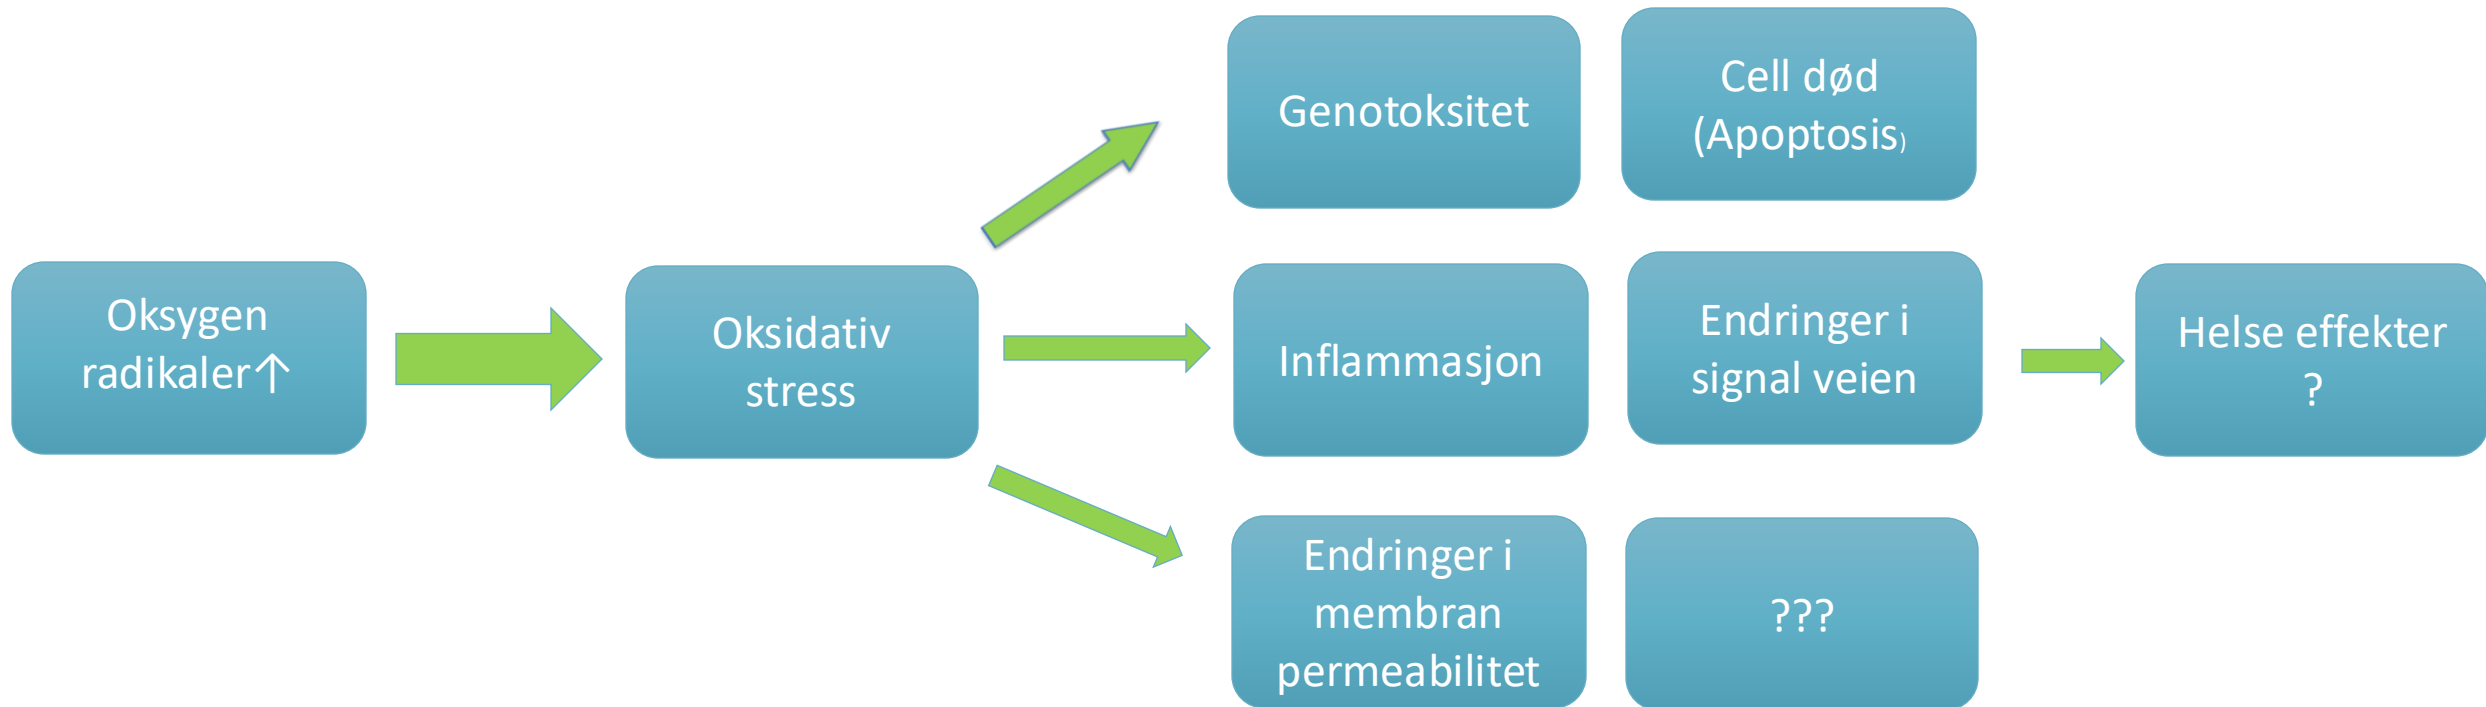 Oksygen
radikaler↑
Oksidativ
stress
Genotoksitet
Cell død
(Apoptosis)
Inflammasjon
Endringer i
signal veien
Endringer i
membran
permeabilitet
???
Helse effekter
?